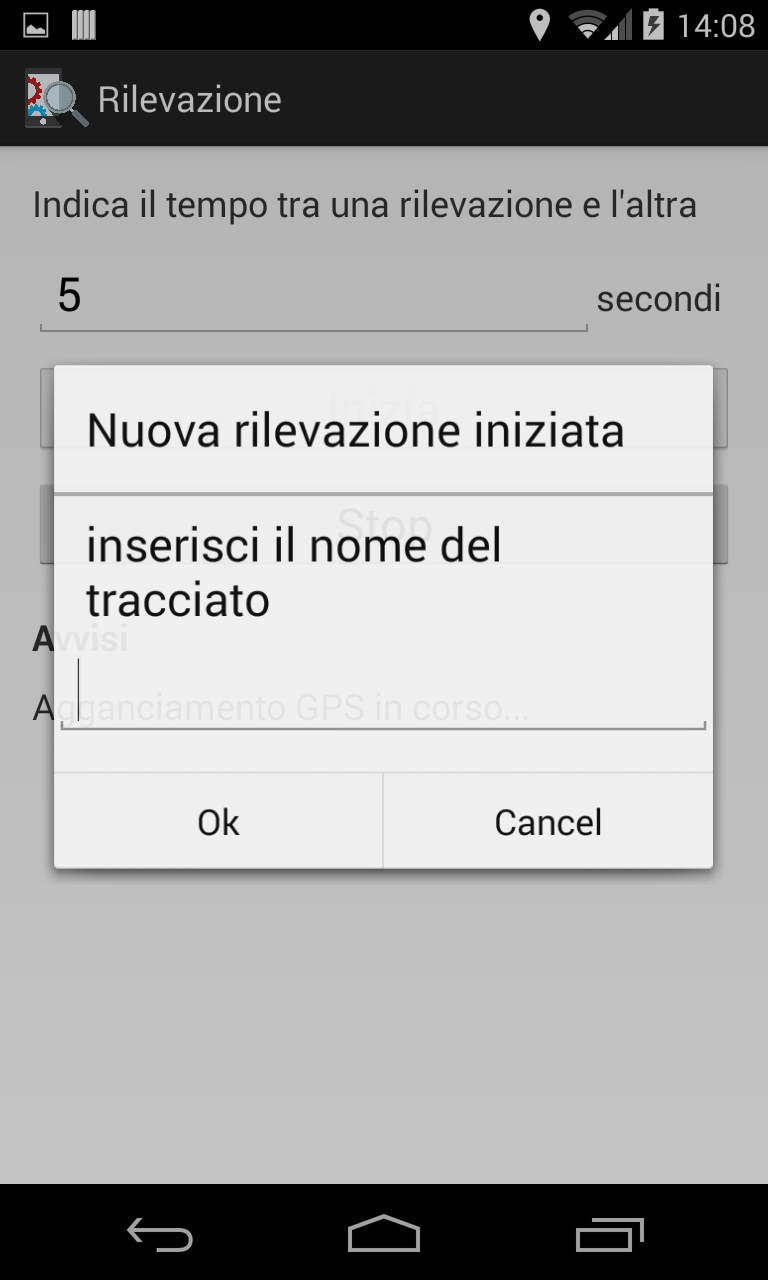 14:08
Rilevazione
Indica il tempo tra una rilevazione e l'altra
5
secondi
Inizia
Nuova rilevazione iniziata
Stop
inserisci il nome del
tracciato
Avvisi
Agganciamento GPS in corso...
Ok
Cancel